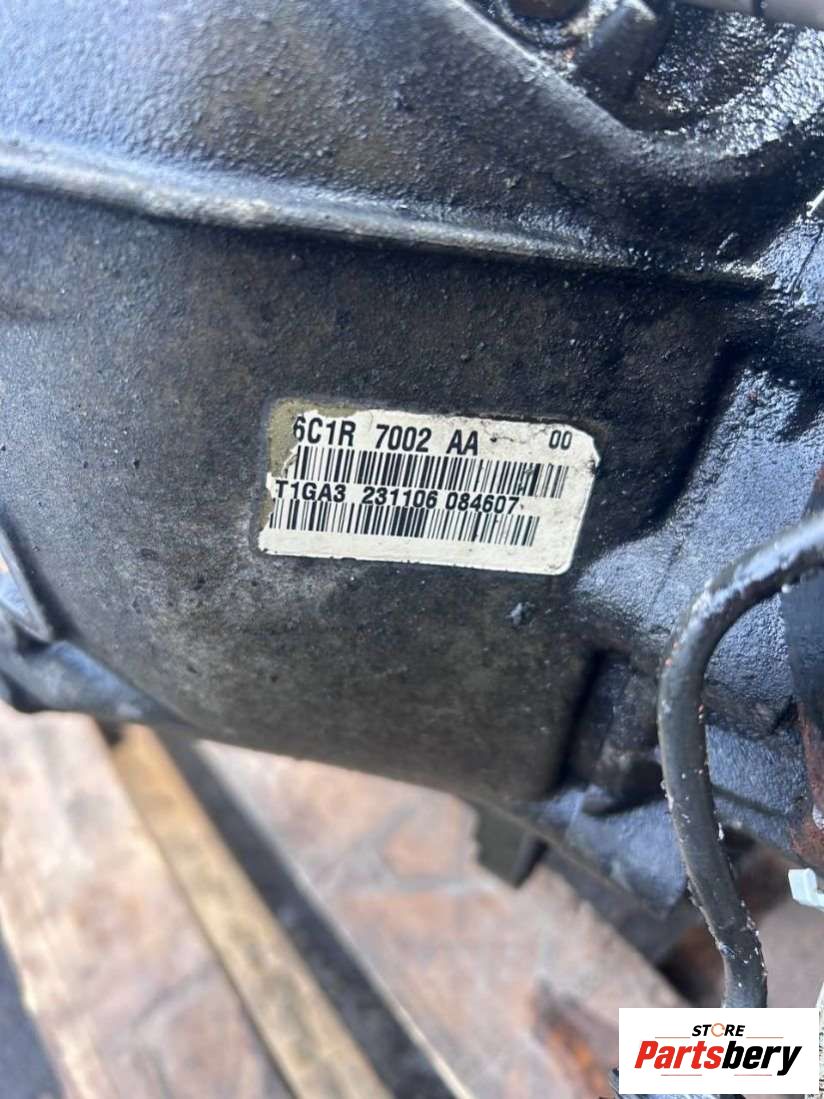 6C1R 7002 AA 00
T1GA3 231106 084607
STORE
Partsbery